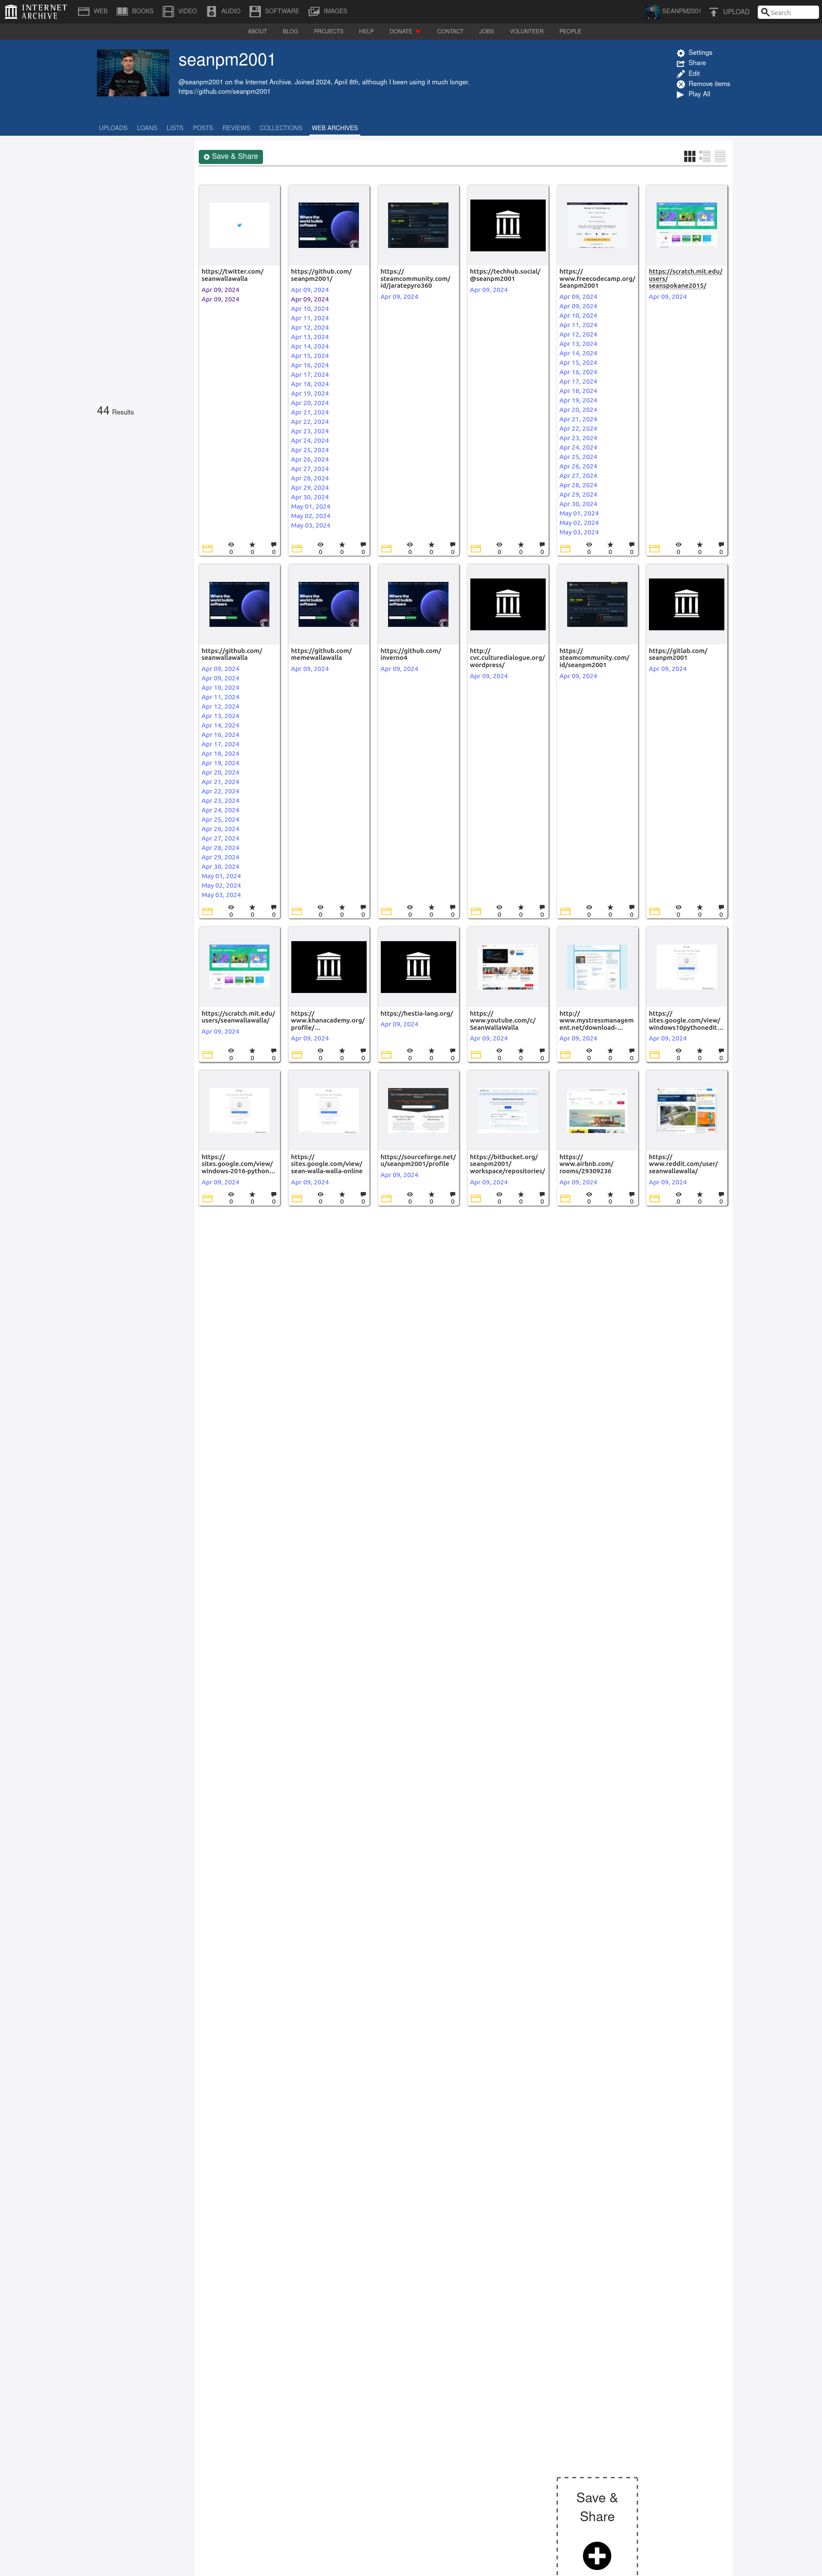 INTERNET
ARCHIVE
WEB BOOKS VIDEO AUDIO SOFTWARE IMAGES SEANPM2001 UPLOAD Search
ABOUT BLOG PROJECTS HELP DONATE CONTACT JOBS VOLUNTEER PEOPLE
seanpm2001
@seanpm2001 on the Internet Archive. Joined 2024, April 8th, although I been using it much longer.
https://github.com/seanpm2001
Settings
Share
Edit
Remove items
Play All
UPLOADS LOANS LISTS POSTS REVIEWS COLLECTIONS WEB ARCHIVES
44 Results
Save & Share
https://twitter.com/
seanwallawalla
Apr 09, 2024
Apr 09, 2024
0 0 0
Where the
world builds
software
https://github.com/
seanpm2001/
Apr 09, 2024
Apr 09, 2024
Apr 10, 2024
Apr 11, 2024
Apr 12, 2024
Apr 13, 2024
Apr 14, 2024
Apr 15, 2024
Apr 16, 2024
Apr 17, 2024
Apr 18, 2024
Apr 19, 2024
Apr 20, 2024
Apr 21, 2024
Apr 22, 2024
Apr 23, 2024
Apr 24, 2024
Apr 25, 2024
Apr 26, 2024
Apr 27, 2024
Apr 28, 2024
Apr 29, 2024
Apr 30, 2024
May 01, 2024
May 02, 2024
May 03, 2024
0 0 0
https://
steamcommunity.com/
id/jaratepyro360
Apr 09, 2024
0 0 0
https://techhub.social/
@seanpm2001
Apr 09, 2024
0 0 0
https://
www.freecodecamp.org/
Seanpm2001
Apr 09, 2024
Apr 09, 2024
Apr 10, 2024
Apr 11, 2024
Apr 12, 2024
Apr 13, 2024
Apr 14, 2024
Apr 15, 2024
Apr 16, 2024
Apr 17, 2024
Apr 18, 2024
Apr 19, 2024
Apr 20, 2024
Apr 21, 2024
Apr 22, 2024
Apr 23, 2024
Apr 24, 2024
Apr 25, 2024
Apr 26, 2024
Apr 27, 2024
Apr 28, 2024
Apr 29, 2024
Apr 30, 2024
May 01, 2024
May 02, 2024
May 03, 2024
0 0 0
https://scratch.mit.edu/
users/
seanspokane2015/
Apr 09, 2024
0 0 0
Where the
world builds
software
https://github.com/
seanwallawalla
Apr 09, 2024
Apr 09, 2024
Apr 10, 2024
Apr 11, 2024
Apr 12, 2024
Apr 13, 2024
Apr 14, 2024
Apr 16, 2024
Apr 17, 2024
Apr 18, 2024
Apr 19, 2024
Apr 20, 2024
Apr 21, 2024
Apr 22, 2024
Apr 23, 2024
Apr 24, 2024
Apr 25, 2024
Apr 26, 2024
Apr 27, 2024
Apr 28, 2024
Apr 29, 2024
Apr 30, 2024
May 01, 2024
May 02, 2024
May 03, 2024
0 0 0
Where the
world builds
software
https://github.com/
memewallawalla
Apr 09, 2024
0 0 0
Where the
world builds
software
https://github.com/
inverno4
Apr 09, 2024
0 0 0
http://
cvc.culturedialogue.org/
wordpress/
Apr 09, 2024
0 0 0
https://
steamcommunity.com/
id/seanpm2001
Apr 09, 2024
0 0 0
https://gitlab.com/
seanpm2001
Apr 09, 2024
0 0 0
https://scratch.mit.edu/
users/seanwallawalla/
Apr 09, 2024
0 0 0
https://
www.khanacademy.org/
profile/...
Apr 09, 2024
0 0 0
https://hestia-lang.org/
Apr 09, 2024
0 0 0
https://
www.youtube.com/c/
SeanWallaWalla
Apr 09, 2024
0 0 0
http://
www.mystressmanagem
ent.net/download-...
Apr 09, 2024
0 0 0
https://
sites.google.com/view/
windows10pythonedit...
Apr 09, 2024
0 0 0
https://
sites.google.com/view/
windows-2016-python...
Apr 09, 2024
0 0 0
https://
sites.google.com/view/
sean-walla-walla-online
Apr 09, 2024
0 0 0
https://sourceforge.net/
u/seanpm2001/profile
Apr 09, 2024
0 0 0
https://bitbucket.org/
seanpm2001/
workspace/repositories/
Apr 09, 2024
0 0 0
https://
www.airbnb.com/
rooms/29309236
Apr 09, 2024
0 0 0
https://
www.reddit.com/user/
seanwallawalla/
Apr 09, 2024
0 0 0
Save &
Share